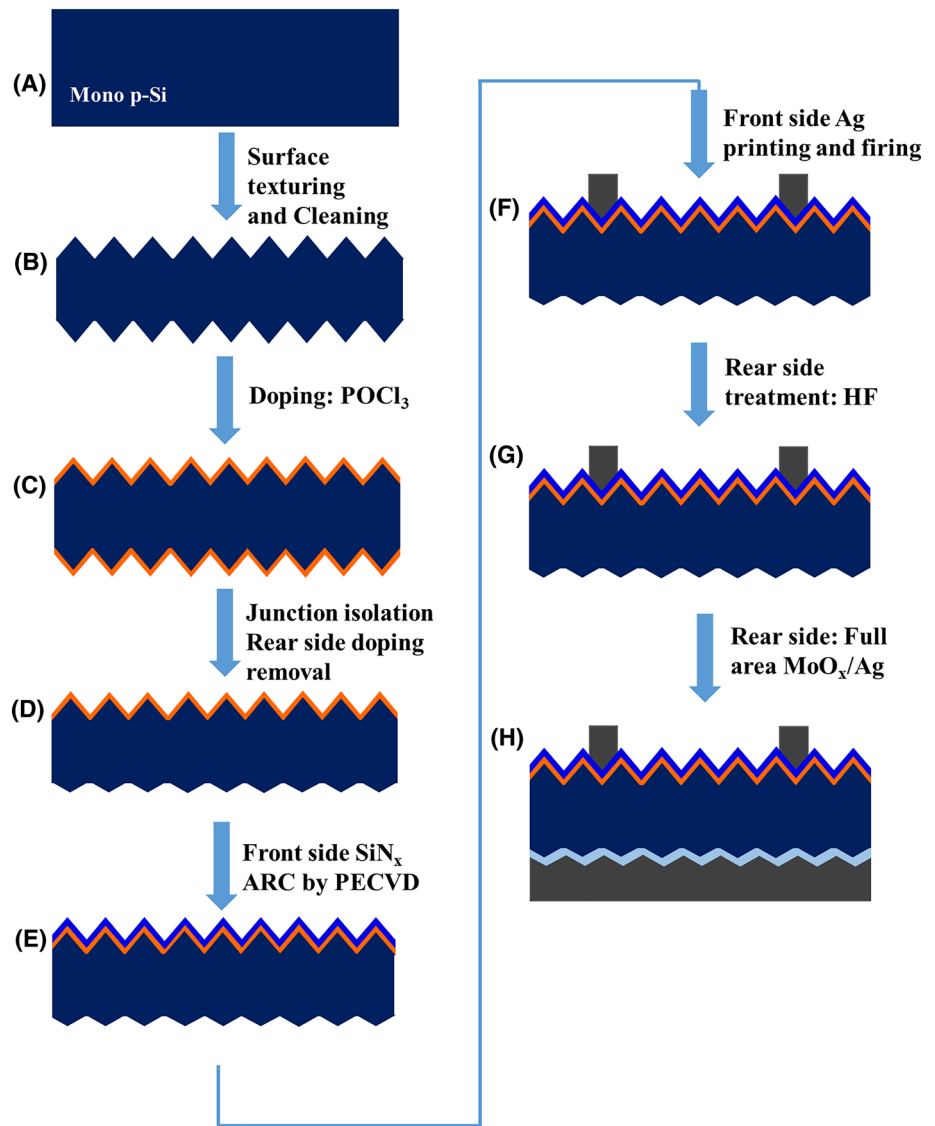 (A)
Mono p-Si
Surface
texturing
and Cleaning
(B)
Doping: POCl₃
(C)
Junction isolation
Rear side doping
removal
(D)
Front side SiNₓ
ARC by PECVD
(E)
Front side Ag
printing and firing
(F)
Rear side
treatment: HF
(G)
Rear side: Full
area MoOₓ/Ag
(H)